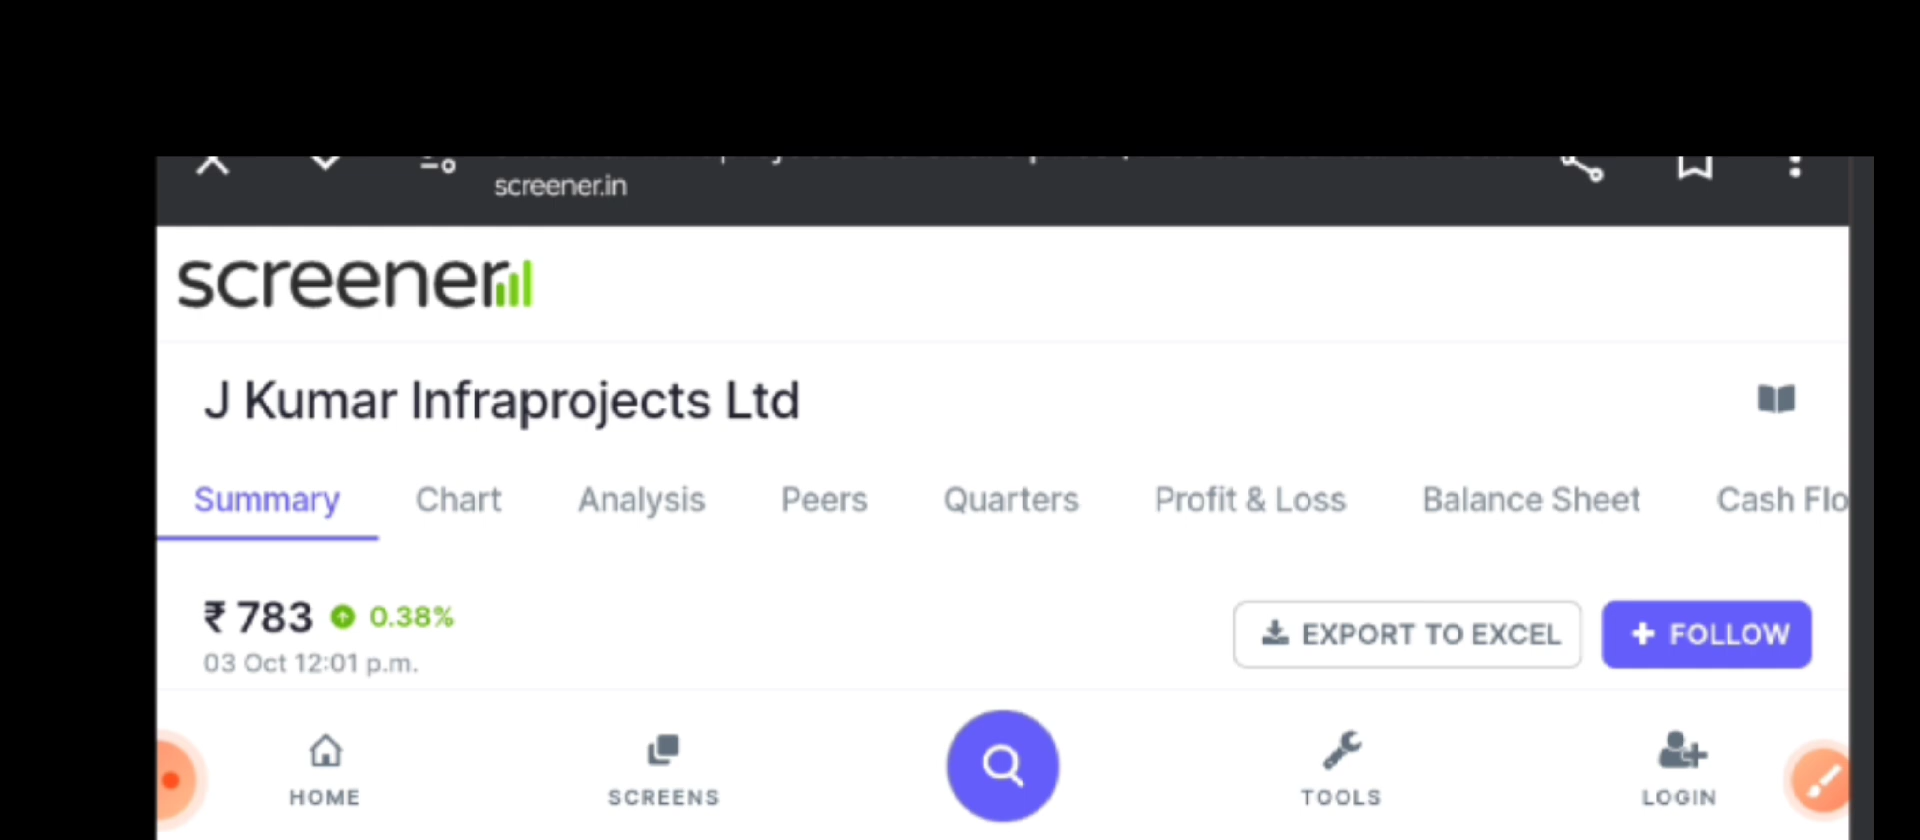 screener.in
screener
J Kumar Infraprojects Ltd
Summary Chart Analysis Peers Quarters Profit & Loss Balance Sheet Cash Flo
₹ 783 0.38%
03 Oct 12:01 p.m.
EXPORT TO EXCEL + FOLLOW
HOME SCREENS TOOLS LOGIN